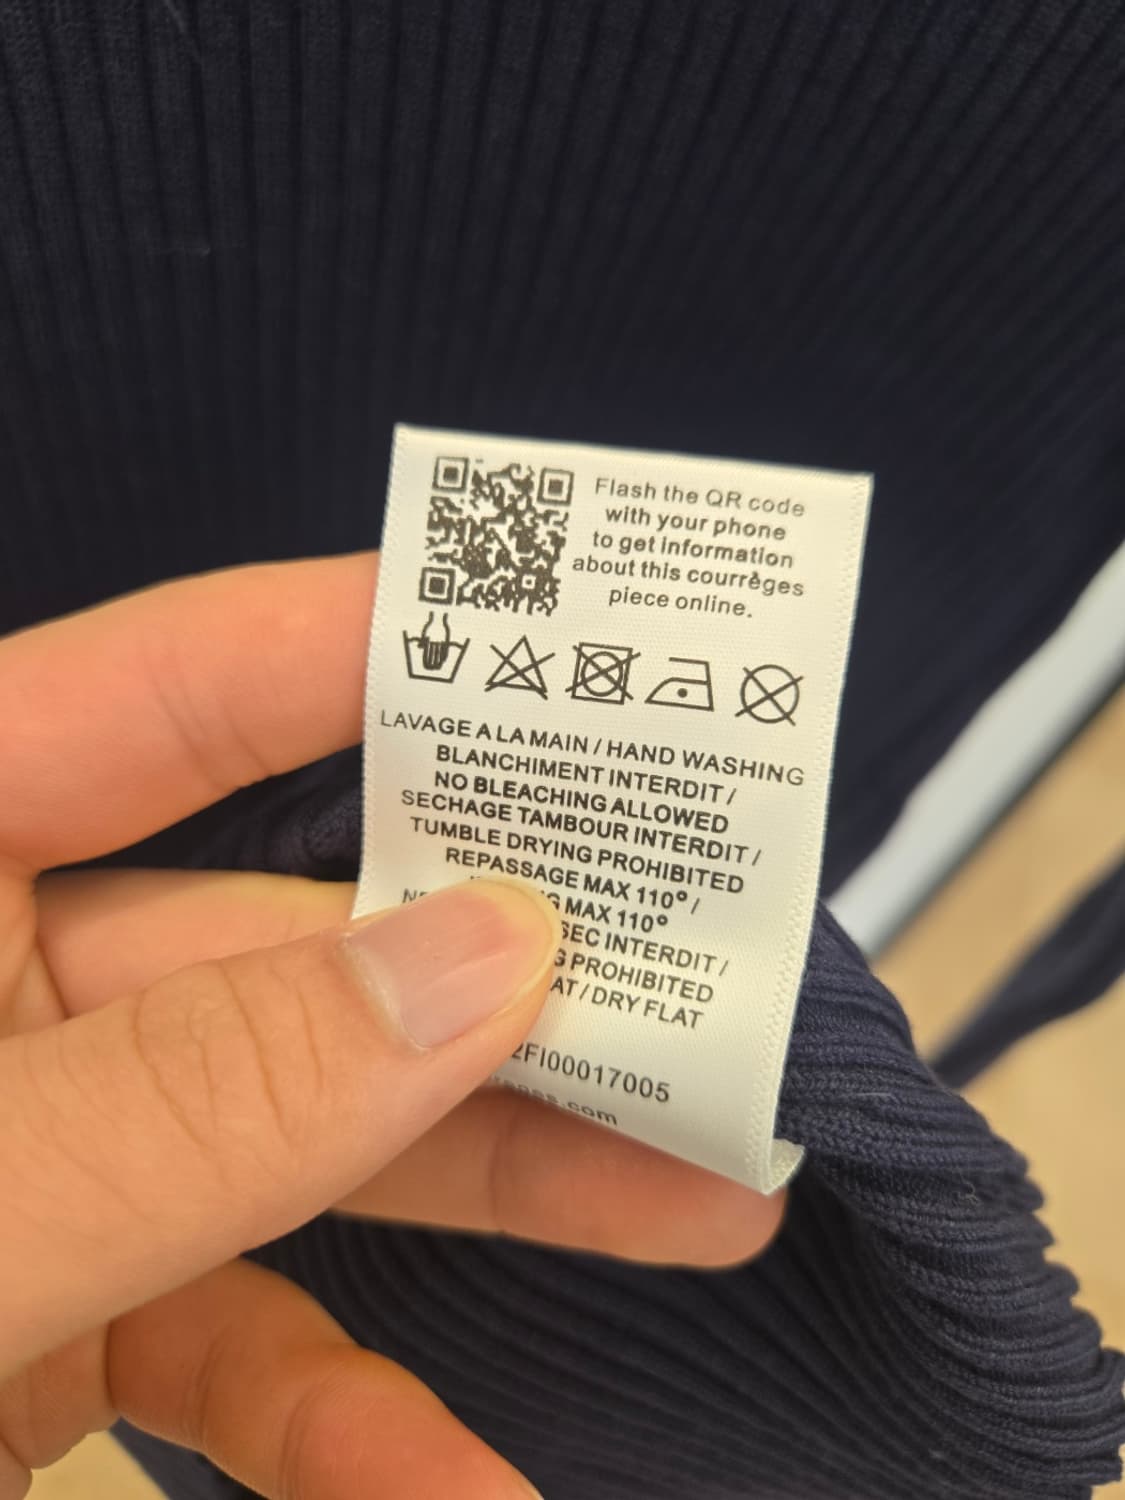 Flash the QR code
with your phone
to get information
about this courrèges
piece online.
LAVAGE A LA MAIN / HAND WASHING
BLANCHIMENT INTERDIT /
NO BLEACHING ALLOWED
SECHAGE TAMBOUR INTERDIT /
TUMBLE DRYING PROHIBITED
REPASSAGE MAX 110° /
MAX 110°
SEC INTERDIT /
PROHIBITED
/ DRY FLAT
2FI00017005
.com